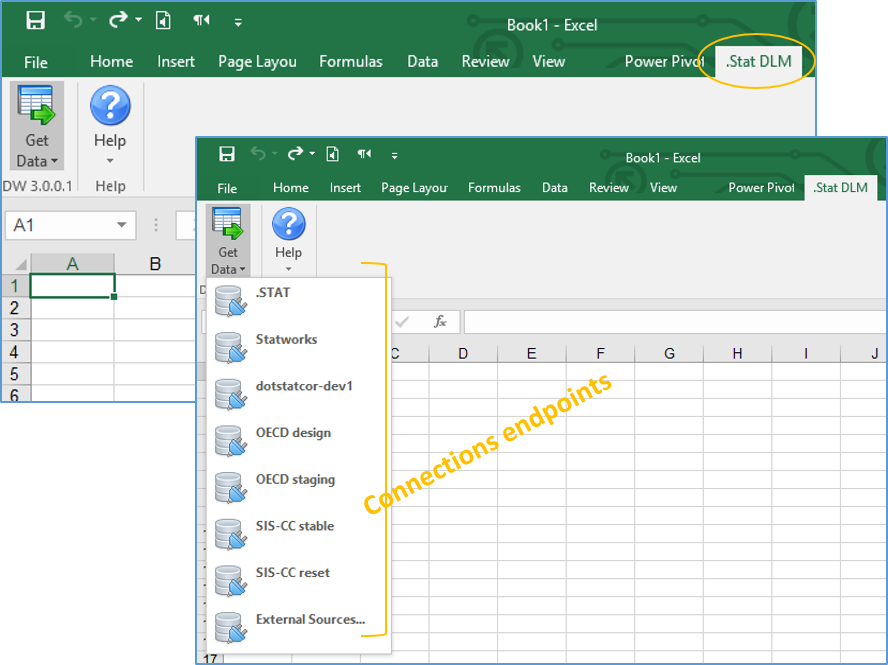 Book1 - Excel
File Home Insert Page Layou Formulas Data Review View Power Pivot .Stat DLM
Get Data
Help
DW 3.0.0.1 Help
A1
A B
1
2
3
4
5
6
Book1 - Excel
File Home Insert Page Layou Formulas Data Review View Power Pivot .Stat DLM
Get Data
Help
fx
C D E F G H I J
.STAT
Statworks
dotstatcor-dev1
OECD design
OECD staging
SIS-CC stable
SIS-CC reset
External Sources...
Connections endpoints
17